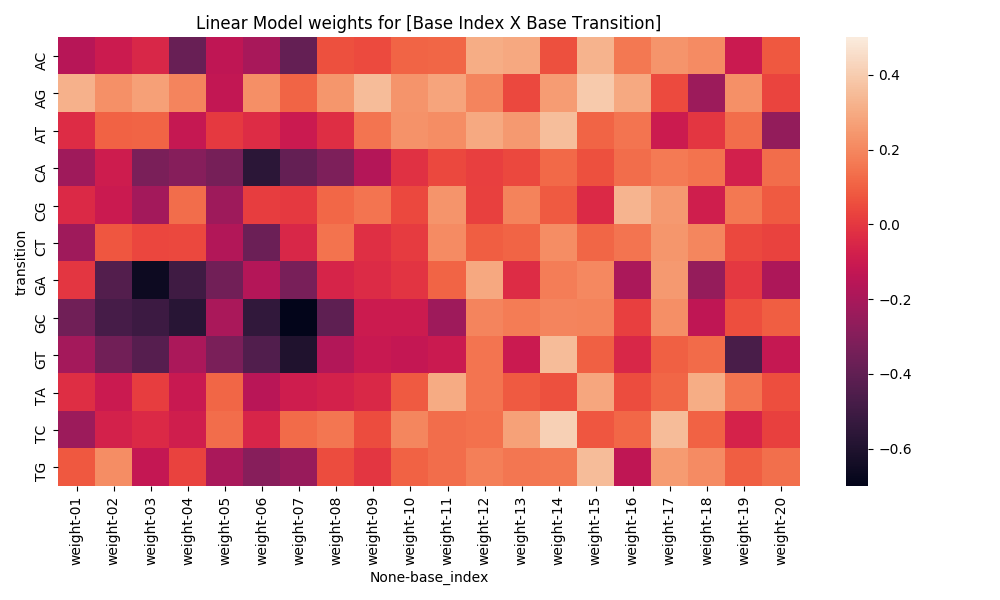 Linear Model weights for [Base Index X Base Transition]
transition
AC
AG
AT
CA
CG
CT
GA
GC
GT
TA
TC
TG
weight-01
weight-02
weight-03
weight-04
weight-05
weight-06
weight-07
weight-08
weight-09
weight-10
weight-11
weight-12
weight-13
weight-14
weight-15
weight-16
weight-17
weight-18
weight-19
weight-20
None-base_index
0.4
0.2
0.0
−0.2
−0.4
−0.6